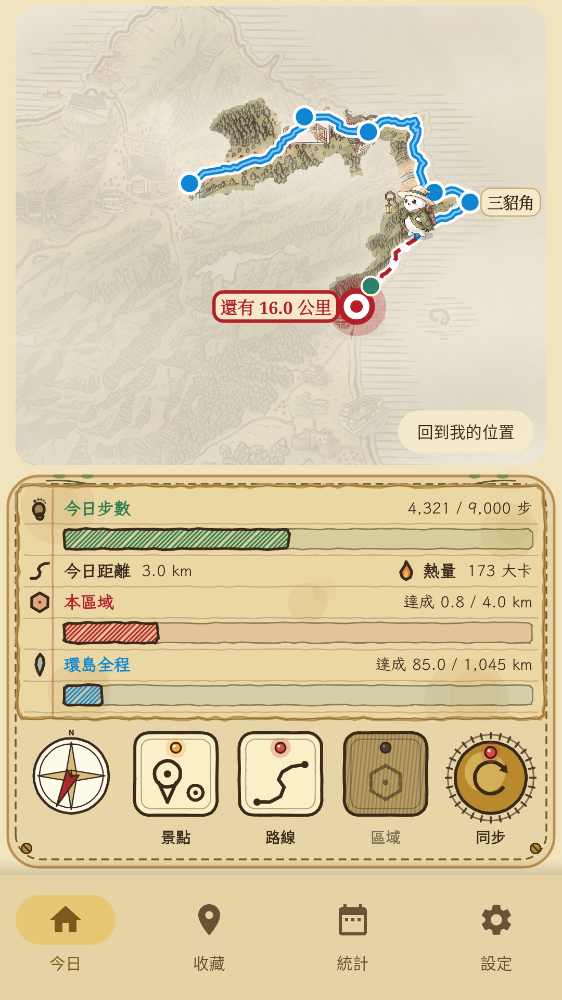 三貂角
還有 16.0 公里
回到我的位置
今日步數 4,321 / 9,000 步
今日距離 3.0 km 熱量 173 大卡
本區域 達成 0.8 / 4.0 km
環島全程 達成 85.0 / 1,045 km
N
景點 路線 區域 同步
今日 收藏 統計 設定